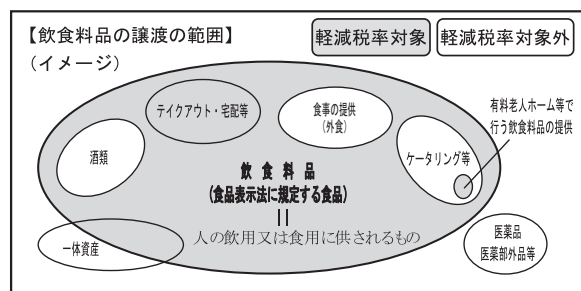 【飲食料品の譲渡の範囲】
(イメージ)
軽減税率対象
軽減税率対象外
テイクアウト・宅配等
食事の提供
(外食)
有料老人ホーム等で
行う飲食料品の提供
酒類
ケータリング等
飲食料品
(食品表示法に規定する食品)
||
人の飲用又は食用に供されるもの
一体資産
医薬品
医薬部外品等